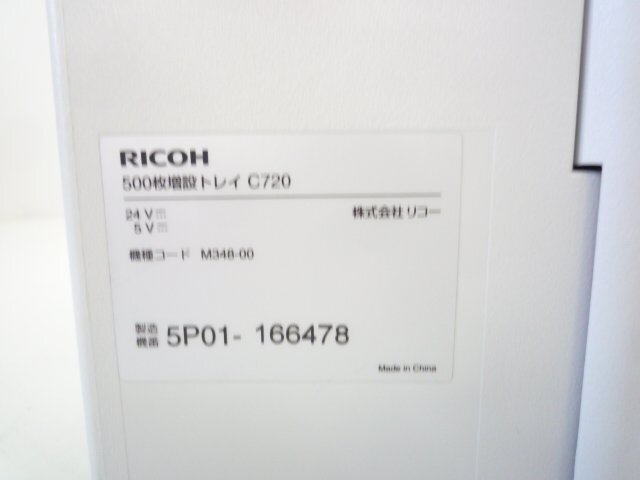 RICOH
500枚増設トレイ C720
24 V⎓
5 V⎓
株式会社リコー
機種コード M348-00
製造機番 5P01- 166478
Made in China